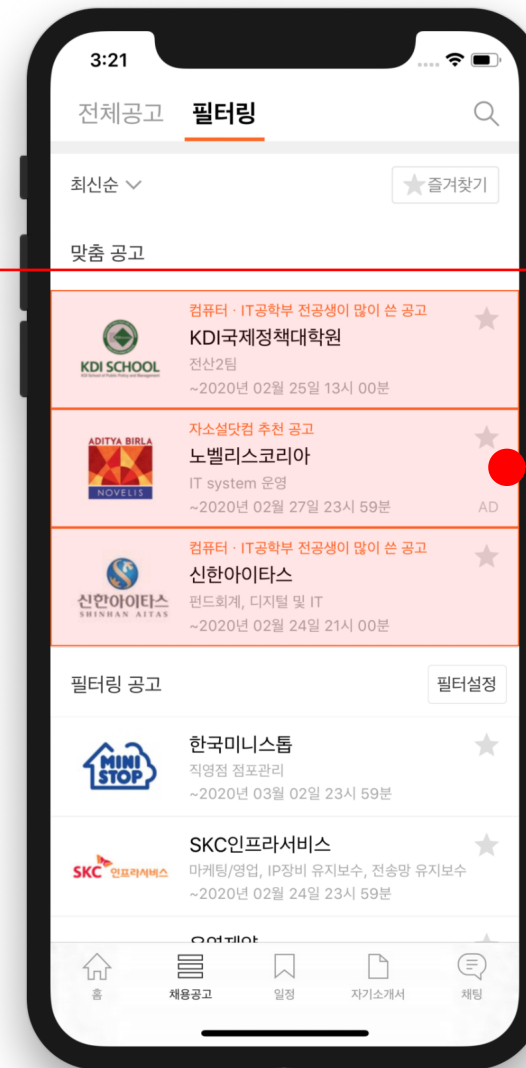 3:21
전체공고 필터링
최신순
즐겨찾기
맞춤 공고
컴퓨터 · IT공학부 전공생이 많이 쓴 공고
KDI SCHOOL
KDI국제정책대학원
전산2팀
~2020년 02월 25일 13시 00분
자소설닷컴 추천 공고
ADITYA BIRLA
NOVELIS
노벨리스코리아
IT system 운영
~2020년 02월 27일 23시 59분
AD
컴퓨터 · IT공학부 전공생이 많이 쓴 공고
신한아이타스
SHINHAN AITAS
신한아이타스
펀드회계, 디지털 및 IT
~2020년 02월 24일 21시 00분
필터링 공고
필터설정
MINI
STOP
한국미니스톱
직영점 점포관리
~2020년 03월 02일 23시 59분
SKC 인프라서비스
SKC인프라서비스
마케팅/영업, IP장비 유지보수, 전송망 유지보수
~2020년 02월 24일 23시 59분
홈 채용공고 일정 자기소개서 채팅